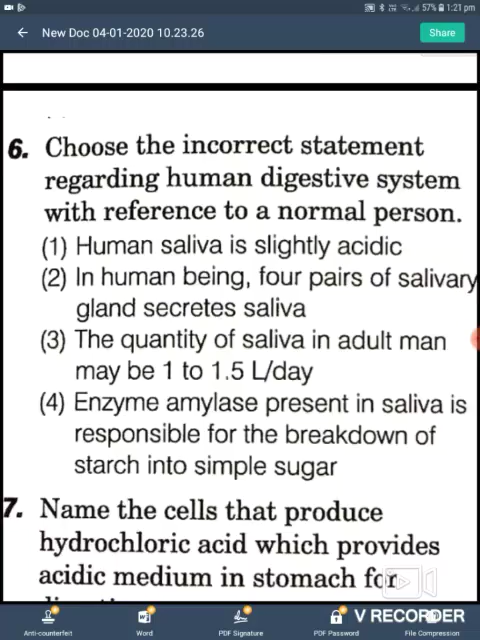 57% 1:21 pm
New Doc 04-01-2020 10.23.26
Share
6. Choose the incorrect statement
regarding human digestive system
with reference to a normal person.
(1) Human saliva is slightly acidic
(2) In human being, four pairs of salivary
gland secretes saliva
(3) The quantity of saliva in adult man
may be 1 to 1.5 L/day
(4) Enzyme amylase present in saliva is
responsible for the breakdown of
starch into simple sugar
7. Name the cells that produce
hydrochloric acid which provides
acidic medium in stomach for
Anti-counterfeit
Word
PDF Signature
PDF Password
File Compression
V RECORDER